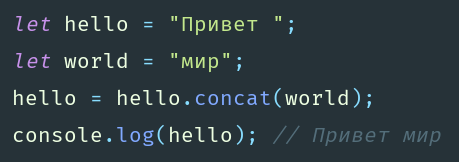 let hello = "Привет ";
let world = "мир";
hello = hello.concat(world);
console.log(hello); // Привет мир